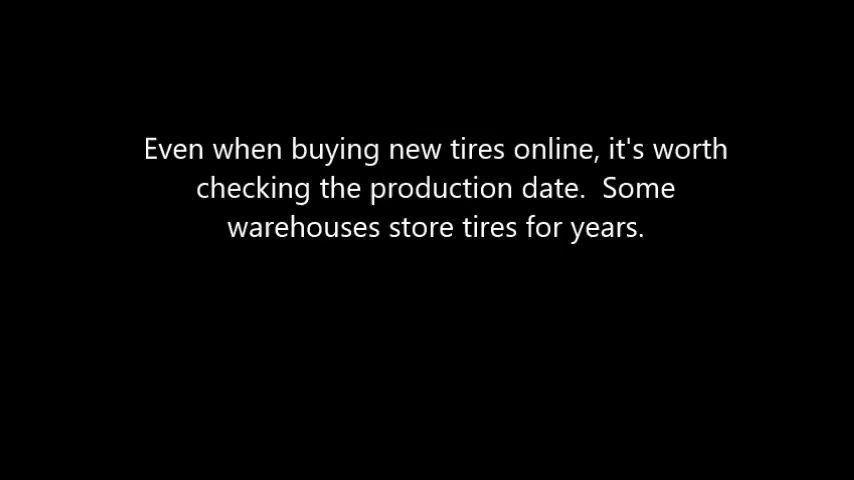 Even when buying new tires online, it's worth
checking the production date.  Some
warehouses store tires for years.